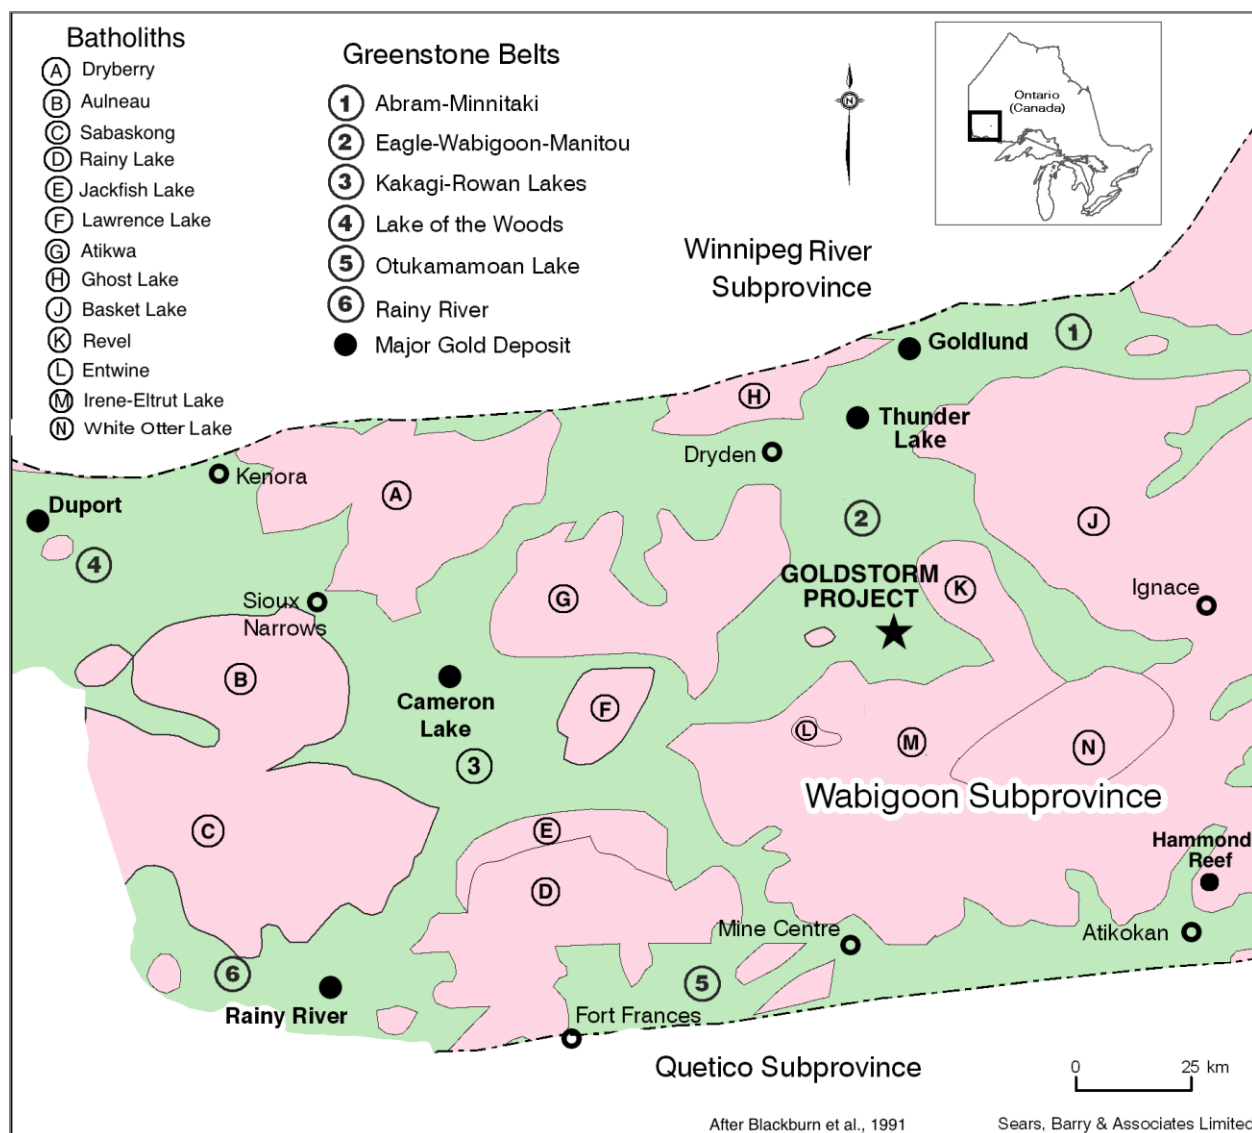 Batholiths
A Dryberry
B Aulneau
C Sabaskong
D Rainy Lake
E Jackfish Lake
F Lawrence Lake
G Atikwa
H Ghost Lake
J Basket Lake
K Revel
L Entwine
M Irene-Eltrut Lake
N White Otter Lake
Greenstone Belts
1 Abram-Minnitaki
2 Eagle-Wabigoon-Manitou
3 Kakagi-Rowan Lakes
4 Lake of the Woods
5 Otukamamoan Lake
6 Rainy River
Major Gold Deposit
N
Ontario
(Canada)
Winnipeg River
Subprovince
Goldlund
1
H
Thunder
Lake
Dryden
Kenora
A
Duport
2
J
4
GOLDSTORM
PROJECT
K
Ignace
G
Sioux
Narrows
B
Cameron
Lake
F
L
M
N
3
Wabigoon Subprovince
C
E
D
Hammond
Reef
Mine Centre
Atikokan
6
5
Rainy River
Fort Frances
Quetico Subprovince
0 25 km
After Blackburn et al., 1991
Sears, Barry & Associates Limited